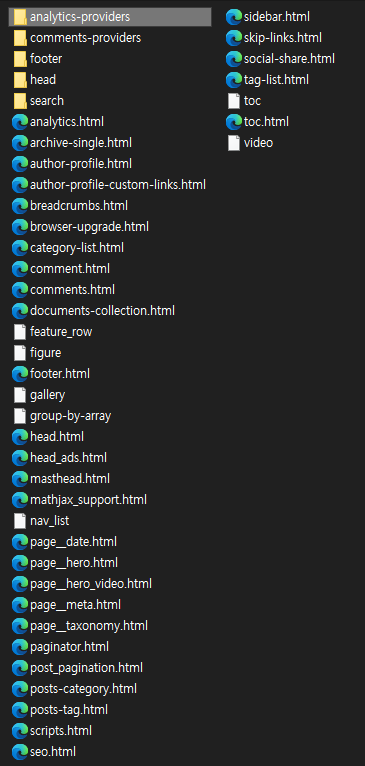 analytics-providers
comments-providers
footer
head
search
analytics.html
archive-single.html
author-profile.html
author-profile-custom-links.html
breadcrumbs.html
browser-upgrade.html
category-list.html
comment.html
comments.html
documents-collection.html
feature_row
figure
footer.html
gallery
group-by-array
head.html
head_ads.html
masthead.html
mathjax_support.html
nav_list
page__date.html
page__hero.html
page__hero_video.html
page__meta.html
page__taxonomy.html
paginator.html
post_pagination.html
posts-category.html
posts-tag.html
scripts.html
seo.html
sidebar.html
skip-links.html
social-share.html
tag-list.html
toc
toc.html
video